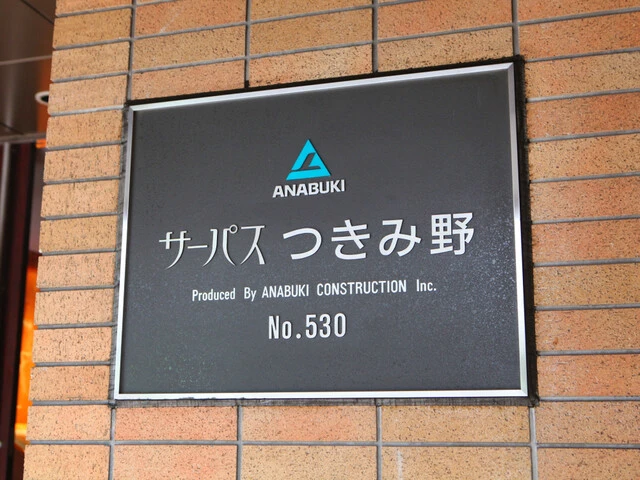 ANABUKI
サーパス つきみ野
Produced By ANABUKI CONSTRUCTION Inc.
No.530